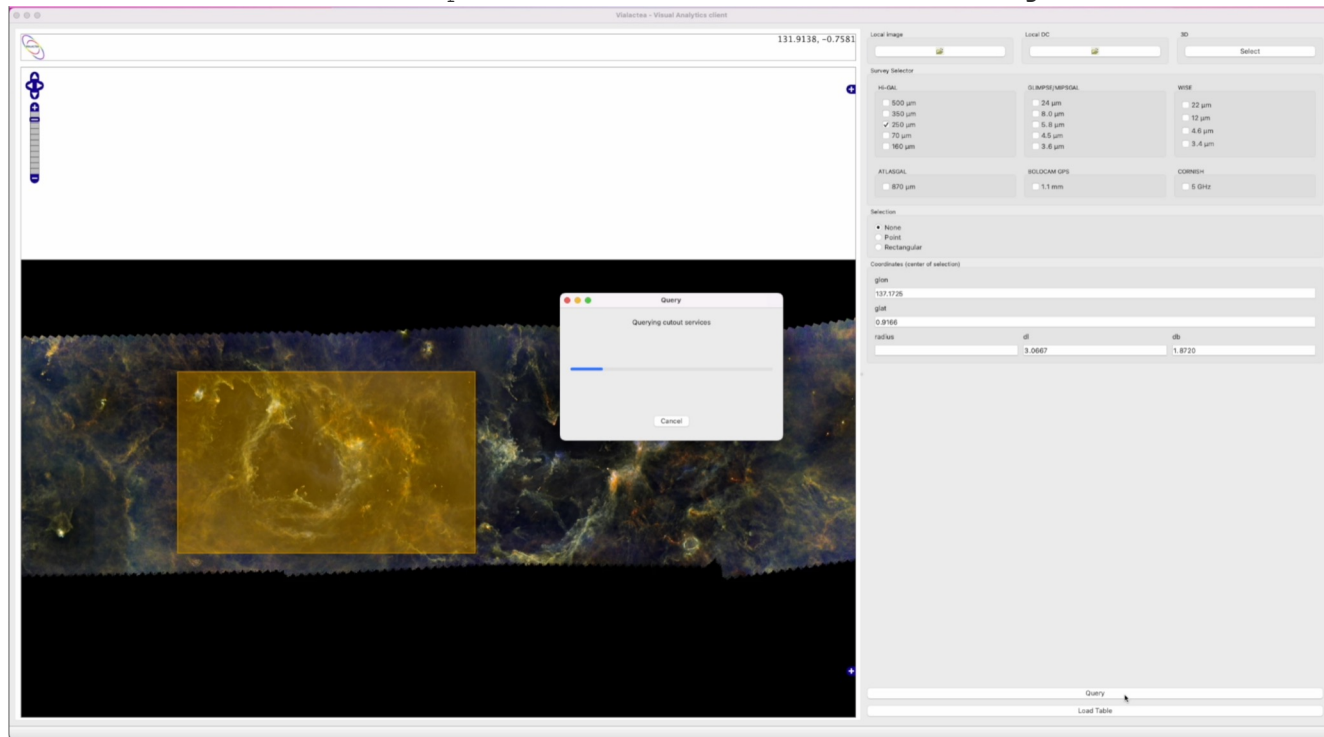 Vialactea - Visual Analytics client
131.9138, -0.7581
Local Image
Local DC
3D
Select
Survey Selector
Hi-GAL
GLIMPSE/MIPSGAL
WISE
500 µm
350 µm
250 µm
70 µm
160 µm
24 µm
8.0 µm
5.8 µm
4.5 µm
3.6 µm
22 µm
12 µm
4.6 µm
3.4 µm
ATLASGAL
BOLOCAM GPS
CORNISH
870 µm
1.1 mm
5 GHz
Selection
None
Point
Rectangular
Coordinates (center of selection)
glon
137.1725
glat
0.9166
radius
dl
db
3.0667
1.8720
Query
Querying cutout services
Cancel
Query
Load Table